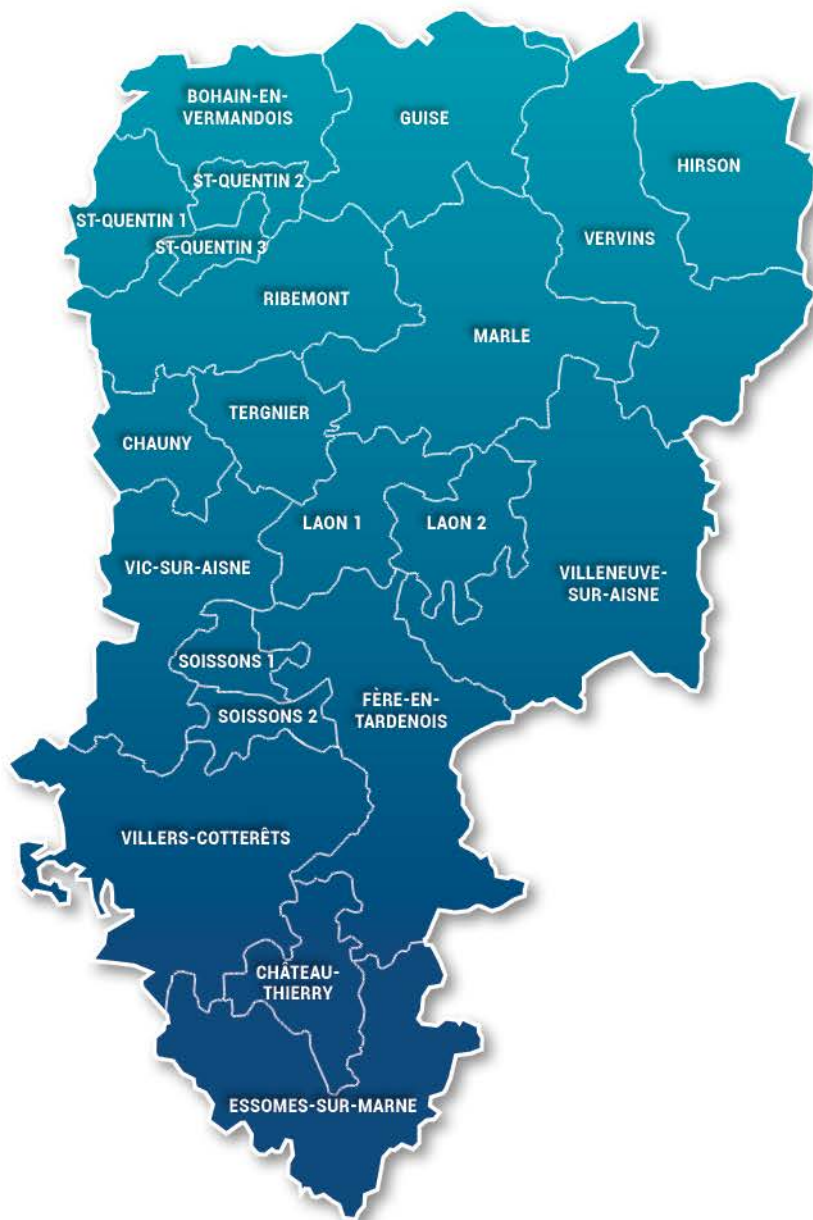 BOHAIN-EN-
VERMANDOIS
GUISE
HIRSON
ST-QUENTIN 2
ST-QUENTIN 1
ST-QUENTIN 3
VERVINS
RIBEMONT
MARLE
TERGNIER
CHAUNY
LAON 1
LAON 2
VIC-SUR-AISNE
VILLENEUVE-
SUR-AISNE
SOISSONS 1
SOISSONS 2
FÈRE-EN-
TARDENOIS
VILLERS-COTTERÊTS
CHÂTEAU-
THIERRY
ESSOMES-SUR-MARNE